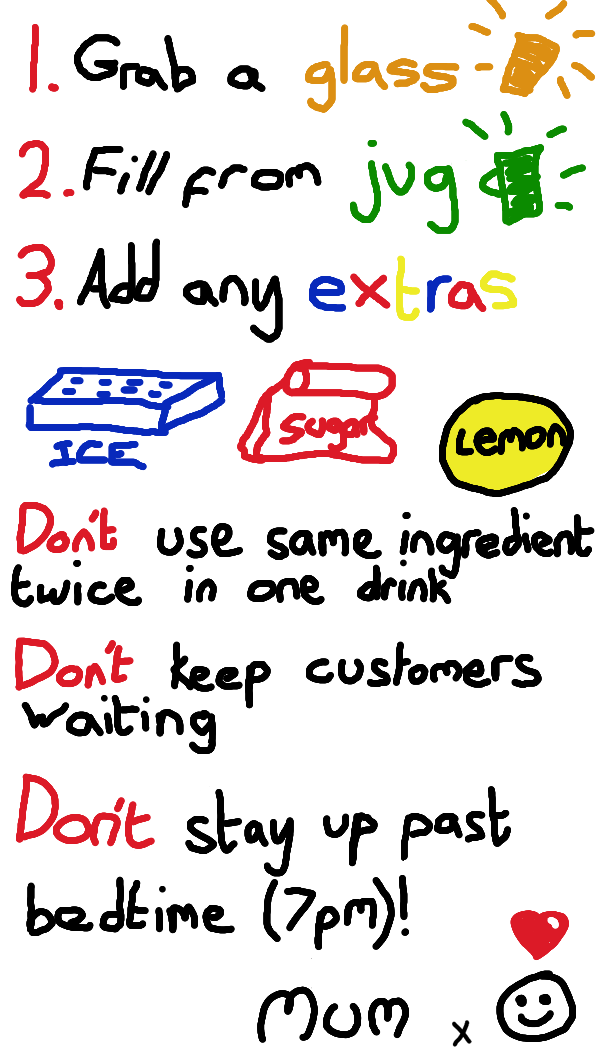 1. Grab a glass
2. Fill from jug
3. Add any extras
ICE
Sugar
Lemon
Don't use same ingredient
twice in one drink
Don't keep customers
waiting
Don't stay up past
bedtime (7pm)!
Mum x